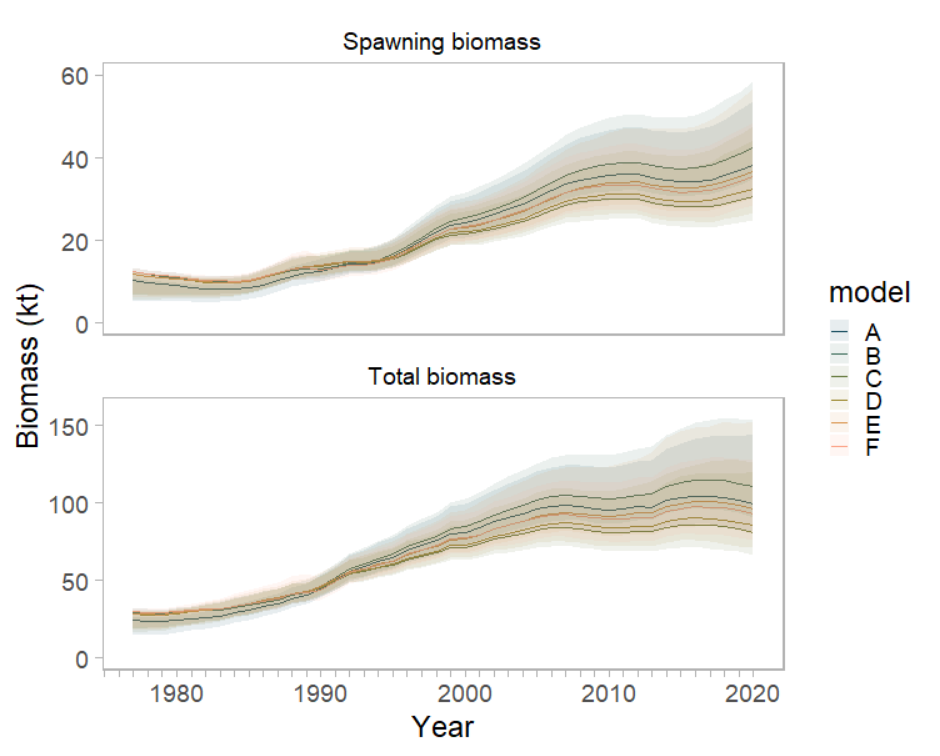 Spawning biomass
60
40
20
0
Total biomass
150
100
50
0
Biomass (kt)
1980 1990 2000 2010 2020
Year
model
A
B
C
D
E
F